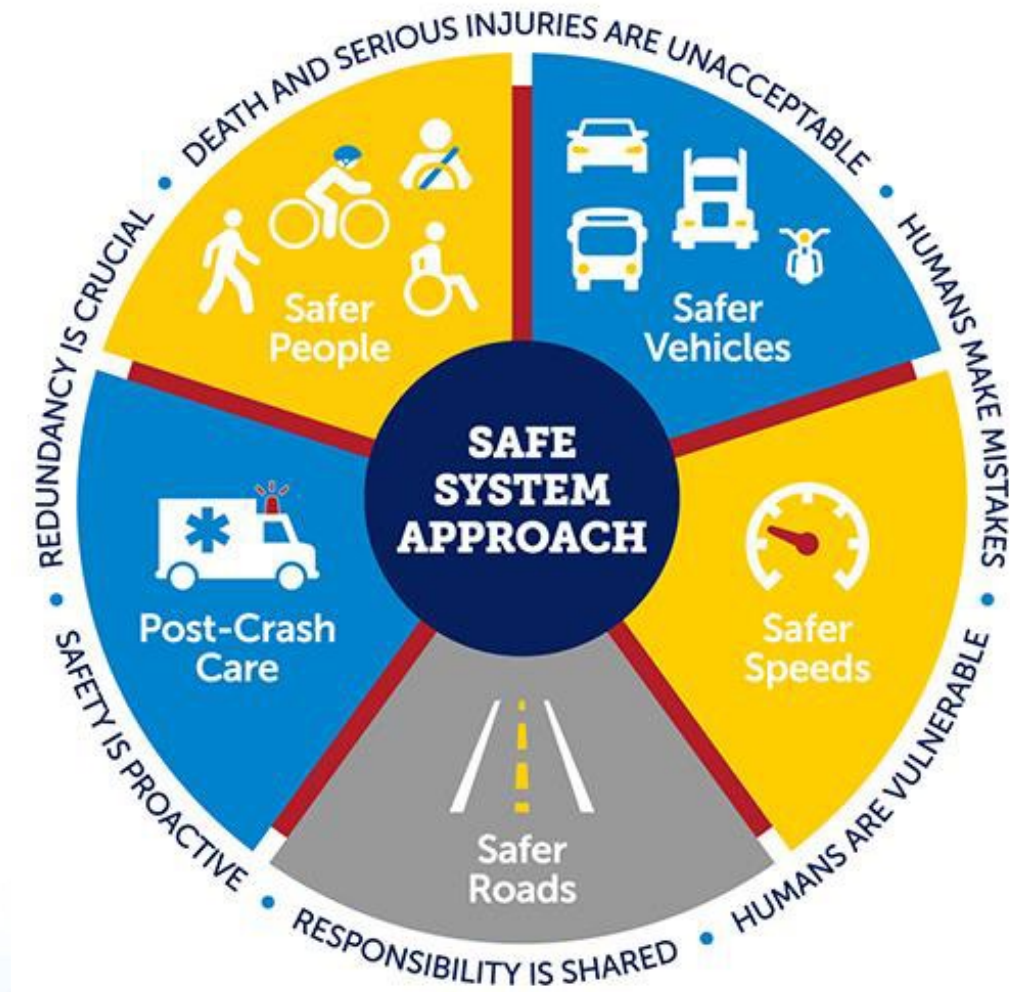 DEATH AND SERIOUS INJURIES ARE UNACCEPTABLE
HUMANS MAKE MISTAKES
HUMANS ARE VULNERABLE
RESPONSIBILITY IS SHARED
SAFETY IS PROACTIVE
REDUNDANCY IS CRUCIAL
Safer
People
Safer
Vehicles
SAFE
SYSTEM
APPROACH
Post-Crash
Care
Safer
Speeds
Safer
Roads